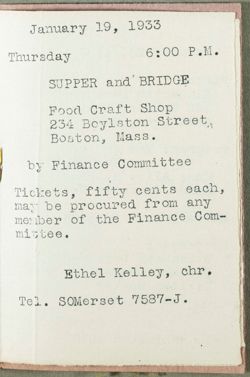 January 19, 1933
Thursday 6:00 P.M.
SUPPER and BRIDGE
Food Craft Shop
234 Boylston Street,
Boston, Mass.
by Finance Committee
Tickets, fifty cents each,
may be procured from any
member of the Finance Com-
mittee.
Ethel Kelley, chr.
Tel. SOMerset 7587-J.